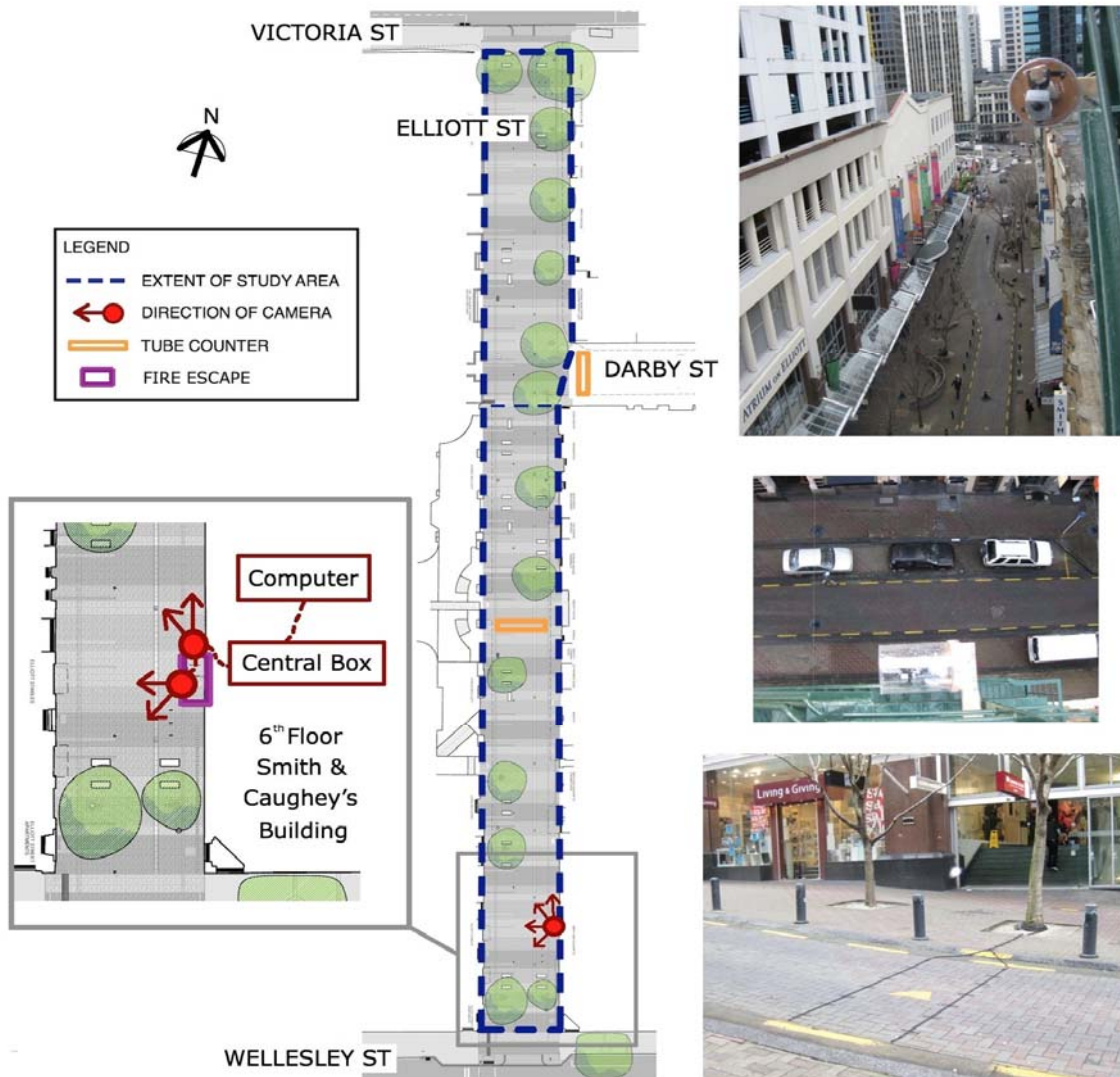 VICTORIA ST
ELLIOTT ST
N
LEGEND
EXTENT OF STUDY AREA
DIRECTION OF CAMERA
TUBE COUNTER
FIRE ESCAPE
DARBY ST
Computer
Central Box
6th Floor
Smith &
Caughey's
Building
WELLESLEY ST
ATRIUM on ELLIOTT
SMITH
Living & Giving